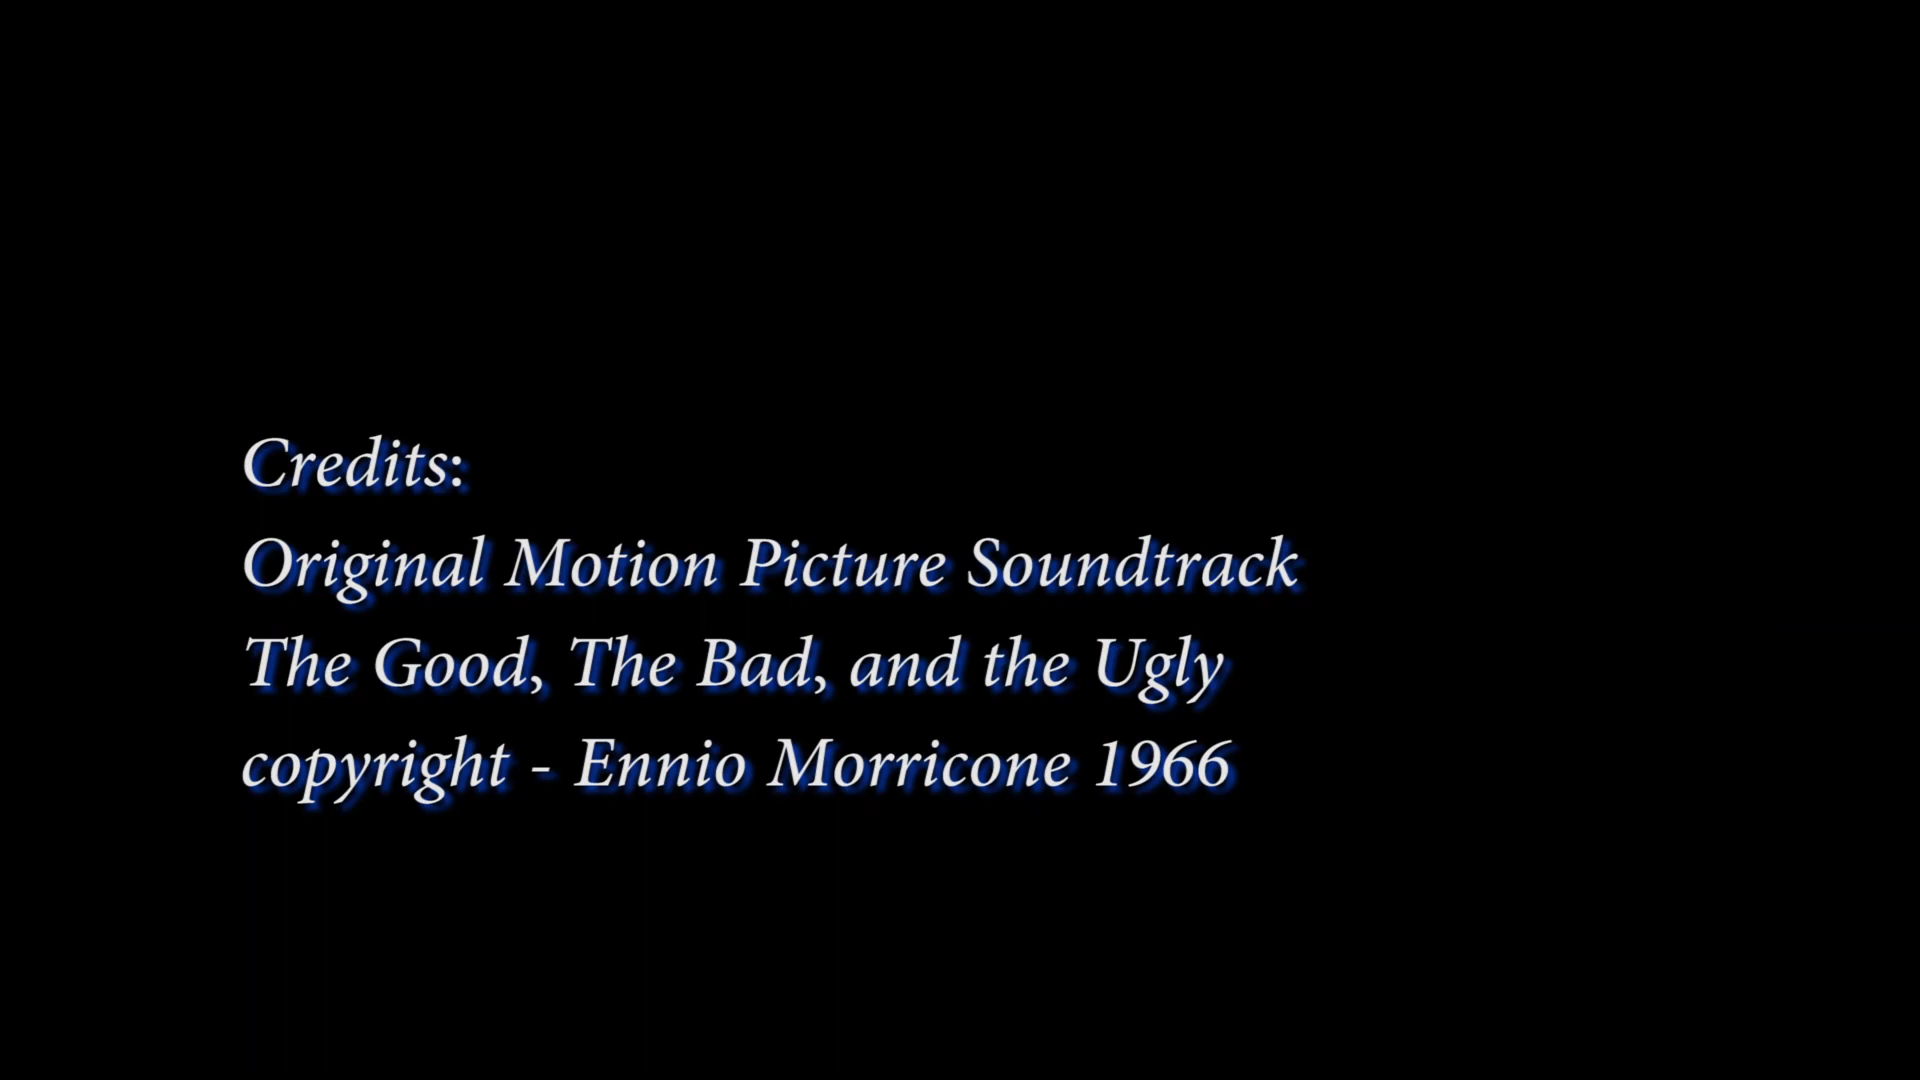 Credits:
Original Motion Picture Soundtrack
The Good, The Bad, and the Ugly
copyright - Ennio Morricone 1966